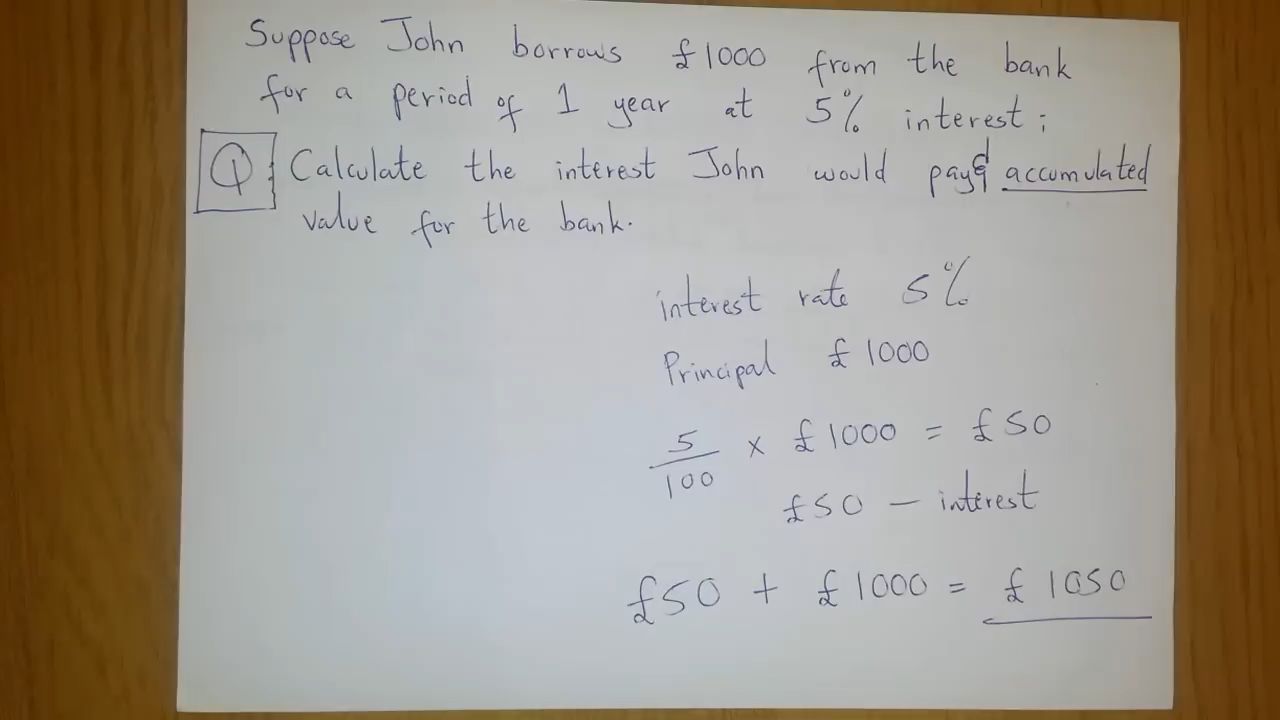 Suppose John borrows £1000 from the bank
for a period of 1 year at 5% interest;
Q Calculate the interest John would pay & accumulated
value for the bank.
interest rate 5%
Principal £1000
5/100 x £1000 = £50
£50 – interest
£50 + £1000 = £1050